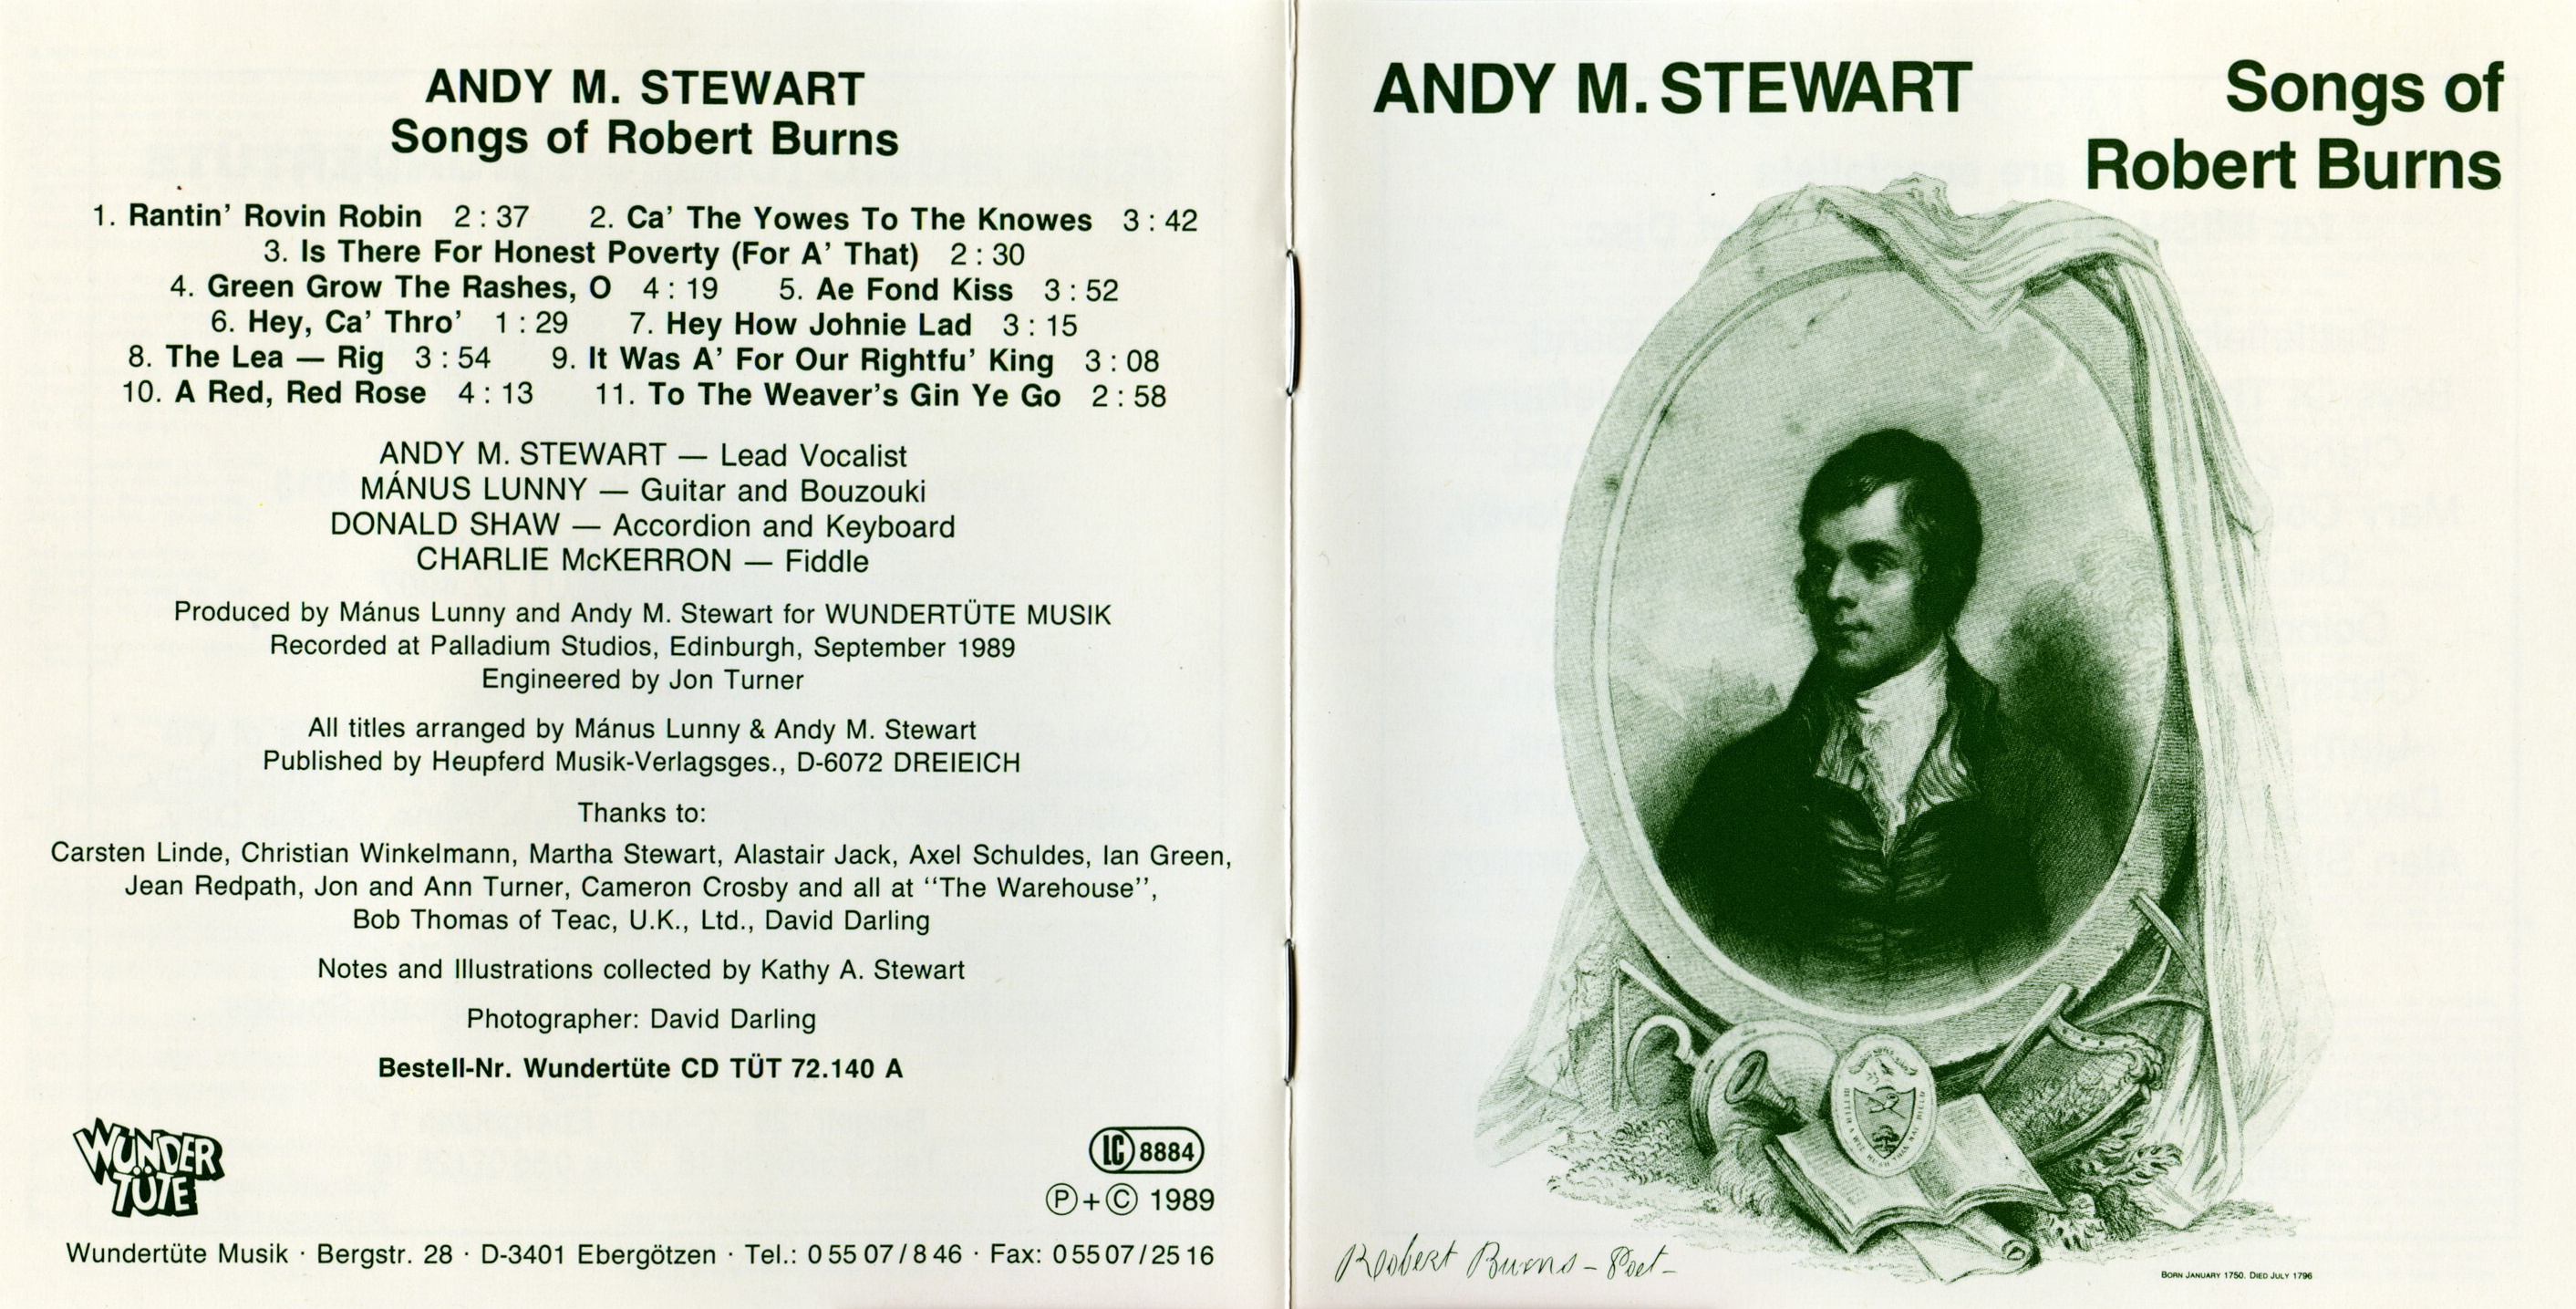 ANDY M. STEWART
Songs of Robert Burns
1. Rantin' Rovin Robin 2 : 37 2. Ca' The Yowes To The Knowes 3 : 42
3. Is There For Honest Poverty (For A' That) 2 : 30
4. Green Grow The Rashes, O 4 : 19 5. Ae Fond Kiss 3 : 52
6. Hey, Ca' Thro' 1 : 29 7. Hey How Johnie Lad 3 : 15
8. The Lea — Rig 3 : 54 9. It Was A' For Our Rightfu' King 3 : 08
10. A Red, Red Rose 4 : 13 11. To The Weaver's Gin Ye Go 2 : 58
ANDY M. STEWART — Lead Vocalist
MÁNUS LUNNY — Guitar and Bouzouki
DONALD SHAW — Accordion and Keyboard
CHARLIE McKERRON — Fiddle
Produced by Mánus Lunny and Andy M. Stewart for WUNDERTÜTE MUSIK
Recorded at Palladium Studios, Edinburgh, September 1989
Engineered by Jon Turner
All titles arranged by Mánus Lunny & Andy M. Stewart
Published by Heupferd Musik-Verlagsges., D-6072 DREIEICH
Thanks to:
Carsten Linde, Christian Winkelmann, Martha Stewart, Alastair Jack, Axel Schuldes, Ian Green,
Jean Redpath, Jon and Ann Turner, Cameron Crosby and all at “The Warehouse”,
Bob Thomas of Teac, U.K., Ltd., David Darling
Notes and Illustrations collected by Kathy A. Stewart
Photographer: David Darling
Bestell-Nr. Wundertüte CD TÜT 72.140 A
WUNDER
TÜTE
LC 8884
Ⓟ+© 1989
Wundertüte Musik · Bergstr. 28 · D-3401 Ebergötzen · Tel.: 0 55 07 / 8 46 · Fax: 0 55 07 / 25 16
ANDY M. STEWART
Songs of
Robert Burns
Robert Burns – Poet –
BORN JANUARY 1750. DIED JULY 1796